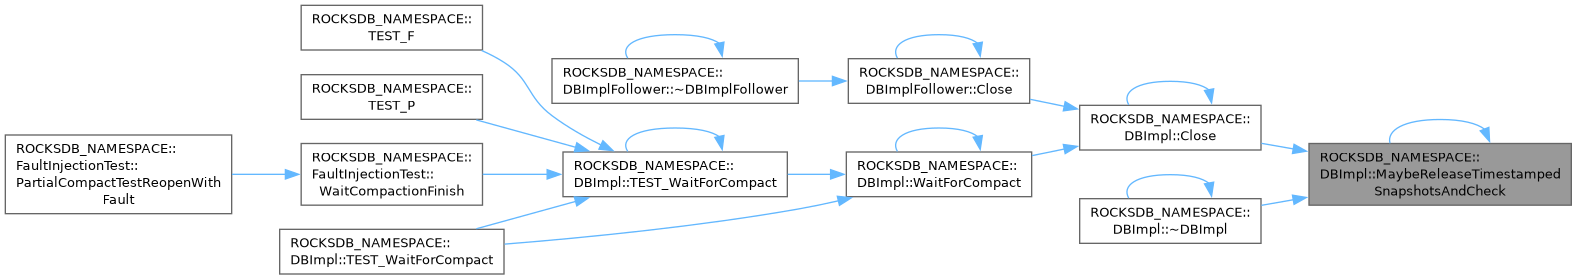 ROCKSDB_NAMESPACE::
TEST_F
ROCKSDB_NAMESPACE::
TEST_P
ROCKSDB_NAMESPACE::
FaultInjectionTest::
PartialCompactTestReopenWith
Fault
ROCKSDB_NAMESPACE::
FaultInjectionTest::
WaitCompactionFinish
ROCKSDB_NAMESPACE::
DBImpl::TEST_WaitForCompact
ROCKSDB_NAMESPACE::
DBImplFollower::~DBImplFollower
ROCKSDB_NAMESPACE::
DBImpl::TEST_WaitForCompact
ROCKSDB_NAMESPACE::
DBImplFollower::Close
ROCKSDB_NAMESPACE::
DBImpl::WaitForCompact
ROCKSDB_NAMESPACE::
DBImpl::Close
ROCKSDB_NAMESPACE::
DBImpl::~DBImpl
ROCKSDB_NAMESPACE::
DBImpl::MaybeReleaseTimestamped
SnapshotsAndCheck